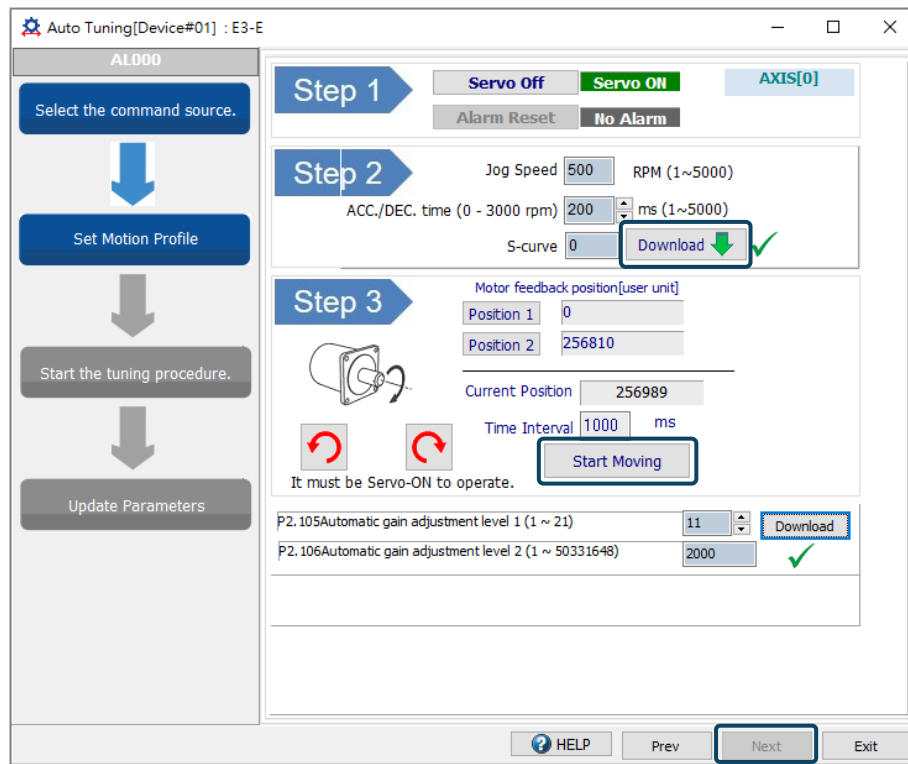 Auto Tuning[Device#01] : E3-E
AL000
Select the command source.
Set Motion Profile
Start the tuning procedure.
Update Parameters
Step 1
Servo Off
Servo ON
AXIS[0]
Alarm Reset
No Alarm
Step 2
Jog Speed 500 RPM (1~5000)
ACC./DEC. time (0 - 3000 rpm) 200 ms (1~5000)
S-curve 0 Download
Step 3
Motor feedback position[user unit]
Position 1 0
Position 2 256810
Current Position 256989
Time Interval 1000 ms
Start Moving
It must be Servo-ON to operate.
P2.105Automatic gain adjustment level 1 (1 ~ 21) 11 Download
P2.106Automatic gain adjustment level 2 (1 ~ 50331648) 2000
HELP Prev Next Exit